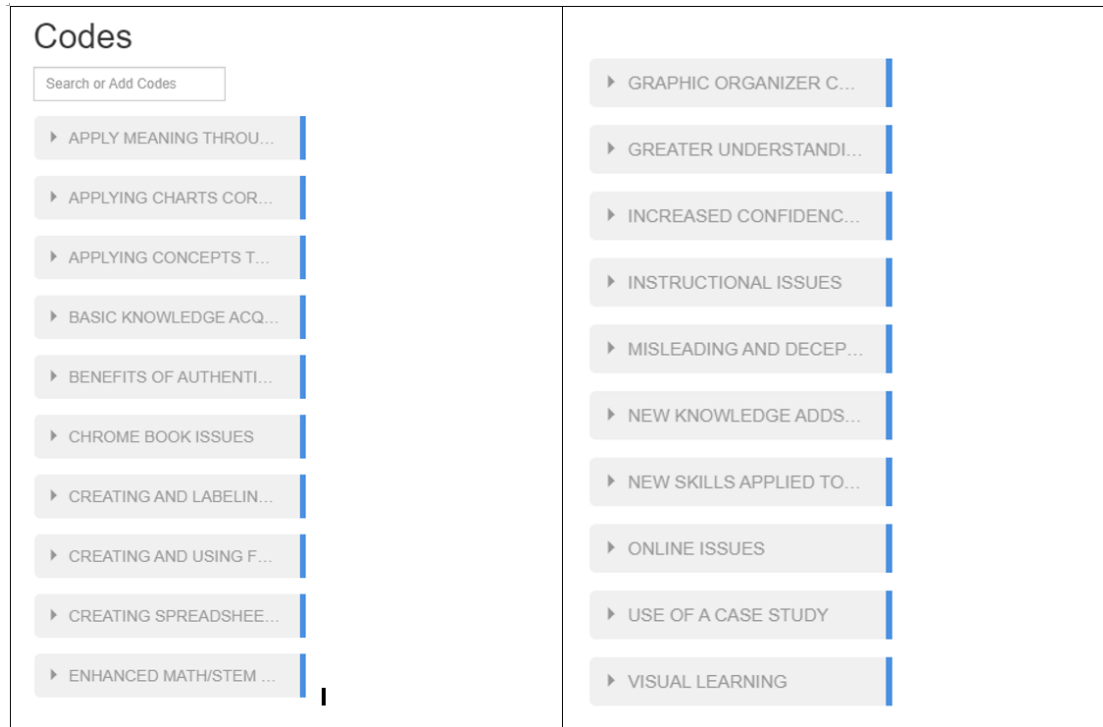 Codes
Search or Add Codes
APPLY MEANING THROU...
APPLYING CHARTS COR...
APPLYING CONCEPTS T...
BASIC KNOWLEDGE ACQ...
BENEFITS OF AUTHENTI...
CHROME BOOK ISSUES
CREATING AND LABELIN...
CREATING AND USING F...
CREATING SPREADSHEE...
ENHANCED MATH/STEM ...
GRAPHIC ORGANIZER C...
GREATER UNDERSTANDI...
INCREASED CONFIDENC...
INSTRUCTIONAL ISSUES
MISLEADING AND DECEP...
NEW KNOWLEDGE ADDS...
NEW SKILLS APPLIED TO...
ONLINE ISSUES
USE OF A CASE STUDY
VISUAL LEARNING